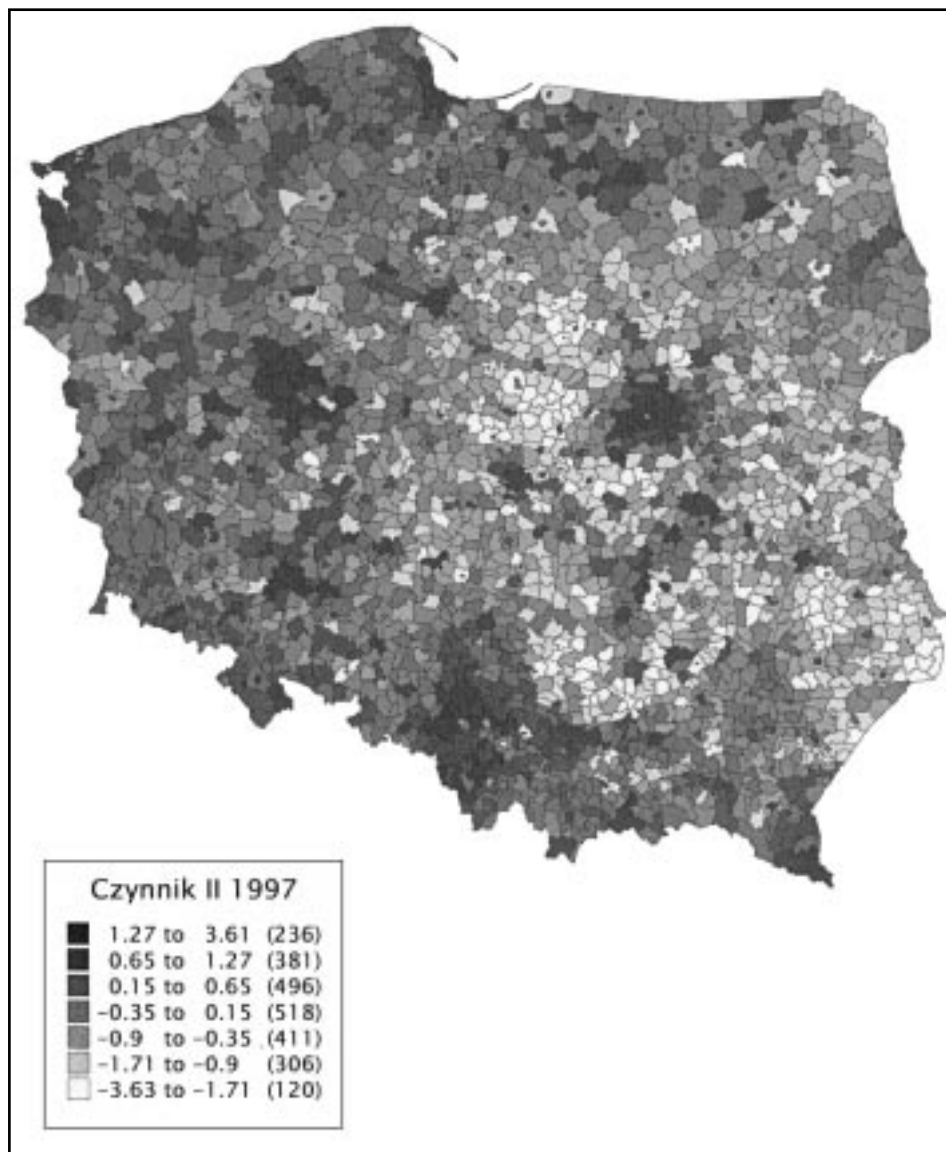 Czynnik II 1997
1.27 to 3.61 (236)
0.65 to 1.27 (381)
0.15 to 0.65 (496)
−0.35 to 0.15 (518)
−0.9 to −0.35 (411)
−1.71 to −0.9 (306)
−3.63 to −1.71 (120)